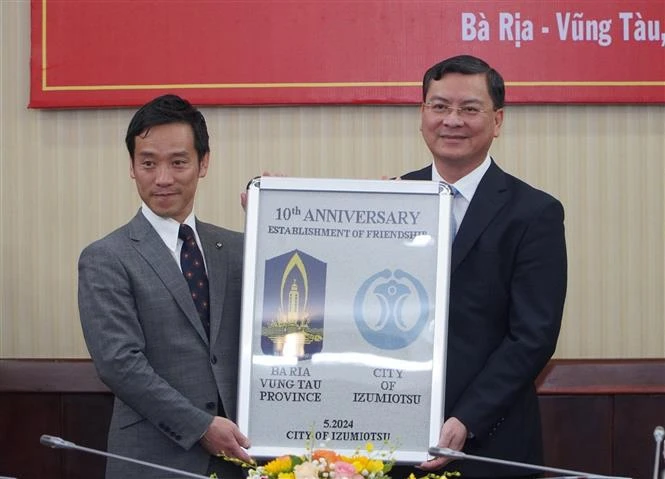 Bà Rịa - Vũng Tàu,
10th ANNIVERSARY
ESTABLISHMENT OF FRIENDSHIP
BA RIA
VUNG TAU
PROVINCE
CITY
OF
IZUMIOTSU
5.2024
CITY OF IZUMIOTSU